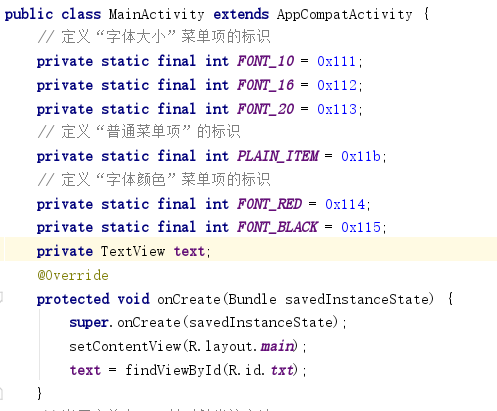 public class MainActivity extends AppCompatActivity {
// 定义“字体大小”菜单项的标识
private static final int FONT_10 = 0x111;
private static final int FONT_16 = 0x112;
private static final int FONT_20 = 0x113;
// 定义“普通菜单项”的标识
private static final int PLAIN_ITEM = 0x11b;
// 定义“字体颜色”菜单项的标识
private static final int FONT_RED = 0x114;
private static final int FONT_BLACK = 0x115;
private TextView text;
@Override
protected void onCreate(Bundle savedInstanceState) {
super.onCreate(savedInstanceState);
setContentView(R.layout.main);
text = findViewById(R.id.txt);
}